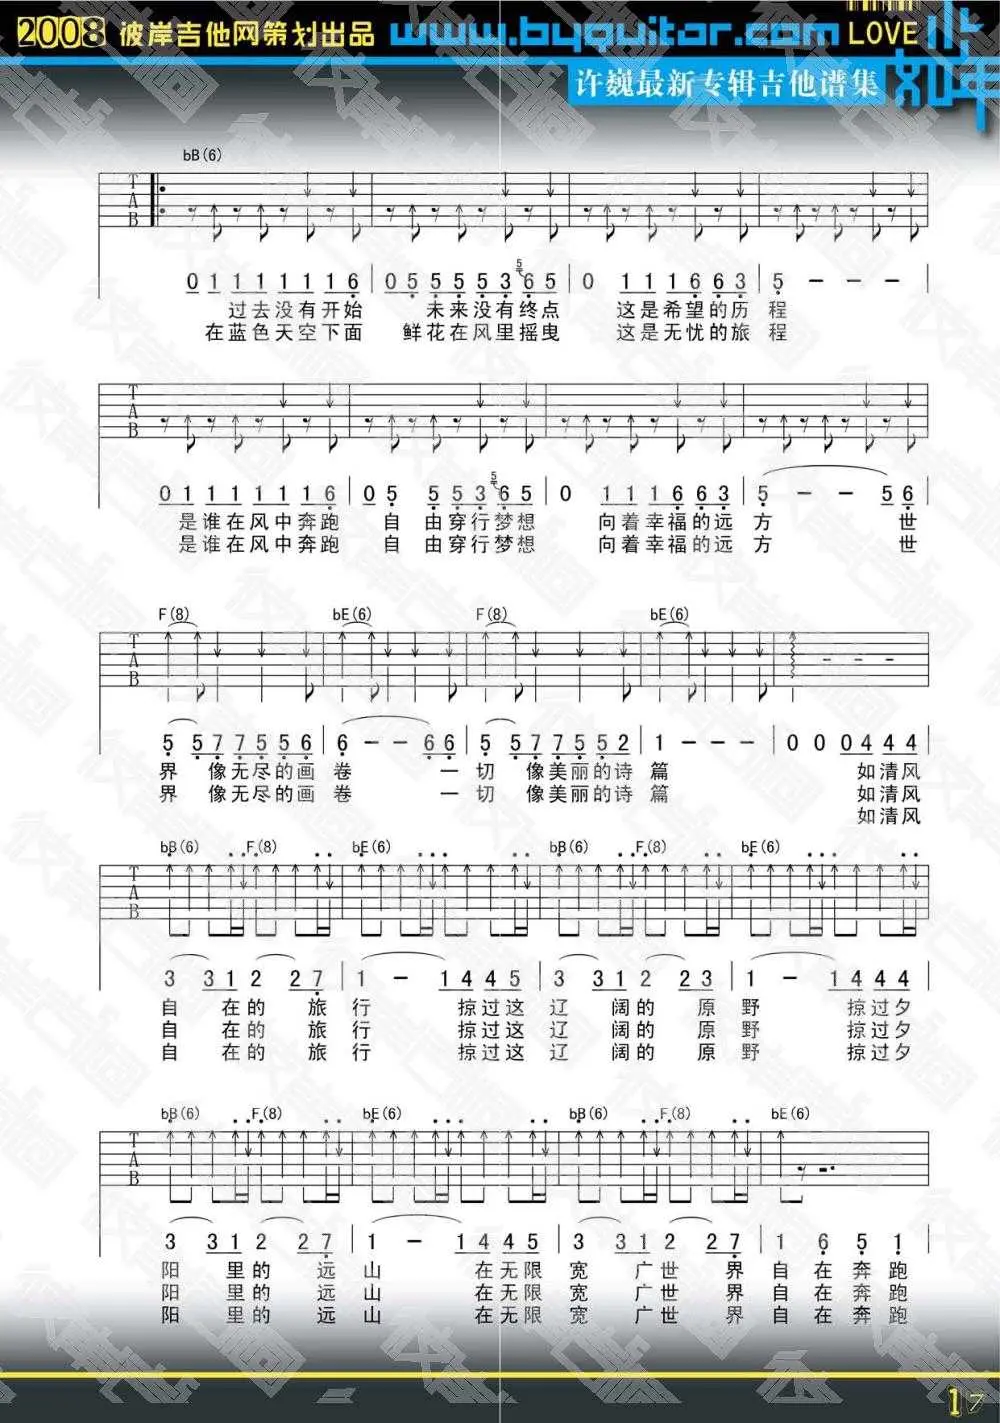 2008 彼岸吉他网策划出品 www.byguitar.com LOVE
许巍最新专辑吉他谱集
bB(6)
T A B
0 1 1 1 1 1 1 6 | 0 5 5 5 5 3 6 5 | 0 1 1 1 6 6 3 | 5 - - -
过去没有开始 未来没有终点 这是希望的历程
在蓝色天空下面 鲜花在风里摇曳 这是无忧的旅程
T A B
0 1 1 1 1 1 1 6 | 0 5 5 5 3 6 5 | 0 1 1 1 6 6 3 | 5 - - 5 6
是谁在风中奔跑 自由穿行梦想 向着幸福的远方 世
是谁在风中奔跑 自由穿行梦想 向着幸福的远方 世
F(8) bE(6) F(8) bE(6)
T A B
5 5 7 7 5 5 6 | 6 - - 6 6 | 5 5 7 7 5 5 2 | 1 - - - | 0 0 0 4 4 4
界 像无尽的画卷 一切 像美丽的诗篇 如清风
界 像无尽的画卷 一切 像美丽的诗篇 如清风
如清风
bB(6) F(8) bE(6) bB(6) F(8) bE(6)
T A B
3 3 1 2 2 7 | 1 - 1 4 4 5 | 3 3 1 2 2 3 | 1 - 1 4 4 4
自 在的 旅行 掠过这辽 阔的 原野 掠过夕
自 在的 旅行 掠过这辽 阔的 原野 掠过夕
自 在的 旅行 掠过这辽 阔的 原野 掠过夕
bB(6) F(8) bE(6) bB(6) F(8) bE(6)
T A B
3 3 1 2 2 7 | 1 - 1 4 4 5 | 3 3 1 2 2 7 | 1 6 5 1
阳 里的 远山 在无限宽 广世 界自在奔跑
阳 里的 远山 在无限宽 广世 界自在奔跑
阳 里的 远山 在无限宽 广世 界自在奔跑
17